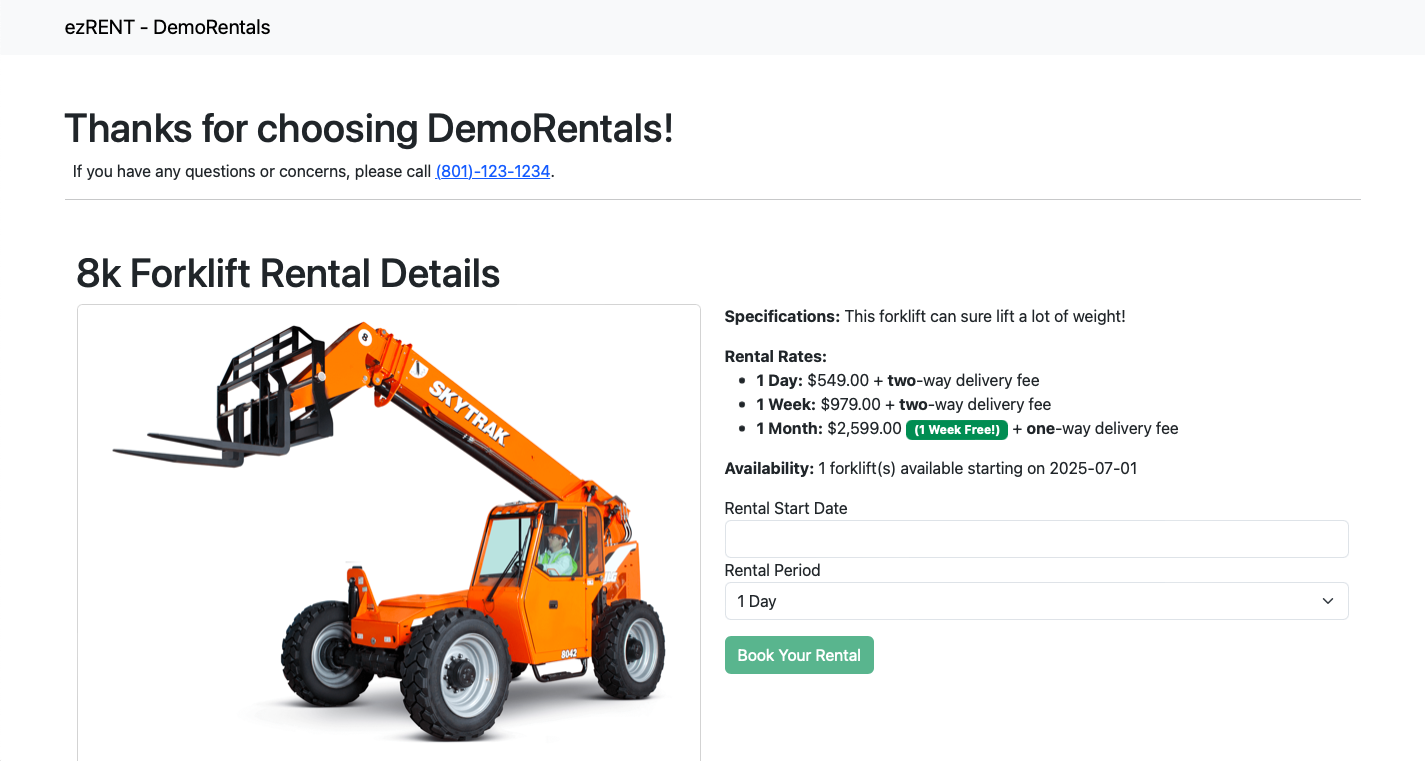 ezRENT - DemoRentals
Thanks for choosing DemoRentals!
If you have any questions or concerns, please call (801)-123-1234.
8k Forklift Rental Details
8
SKYTRAK
8042
Specifications: This forklift can sure lift a lot of weight!
Rental Rates:
1 Day: $549.00 + two-way delivery fee
1 Week: $979.00 + two-way delivery fee
1 Month: $2,599.00 (1 Week Free!) + one-way delivery fee
Availability: 1 forklift(s) available starting on 2025-07-01
Rental Start Date
Rental Period
1 Day
Book Your Rental